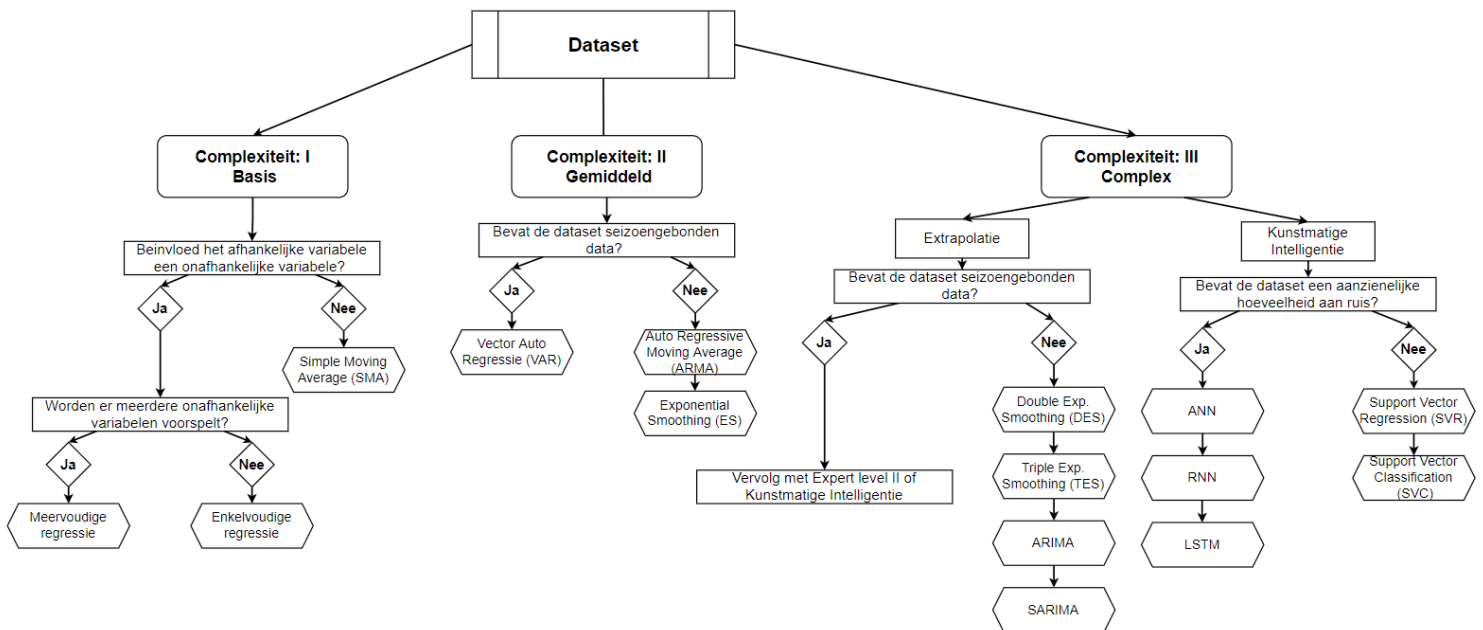 Dataset
Complexiteit: I
Basis
Complexiteit: II
Gemiddeld
Complexiteit: III
Complex
Beinvloed het afhankelijke variabele
een onafhankelijke variabele?
Bevat de dataset seizoengebonden
data?
Extrapolatie
Kunstmatige
Intelligentie
Bevat de dataset seizoengebonden
data?
Bevat de dataset een aanzienelijke
hoeveelheid aan ruis?
Ja
Nee
Ja
Nee
Ja
Nee
Ja
Nee
Simple Moving
Average (SMA)
Vector Auto
Regressie (VAR)
Auto Regressive
Moving Average
(ARMA)
Exponential
Smoothing (ES)
Worden er meerdere onafhankelijke
variabelen voorspelt?
Ja
Nee
Meervoudige
regressie
Enkelvoudige
regressie
Vervolg met Expert level II of
Kunstmatige Intelligentie
Double Exp.
Smoothing (DES)
Triple Exp.
Smoothing (TES)
ARIMA
SARIMA
ANN
RNN
LSTM
Support Vector
Regression (SVR)
Support Vector
Classification
(SVC)